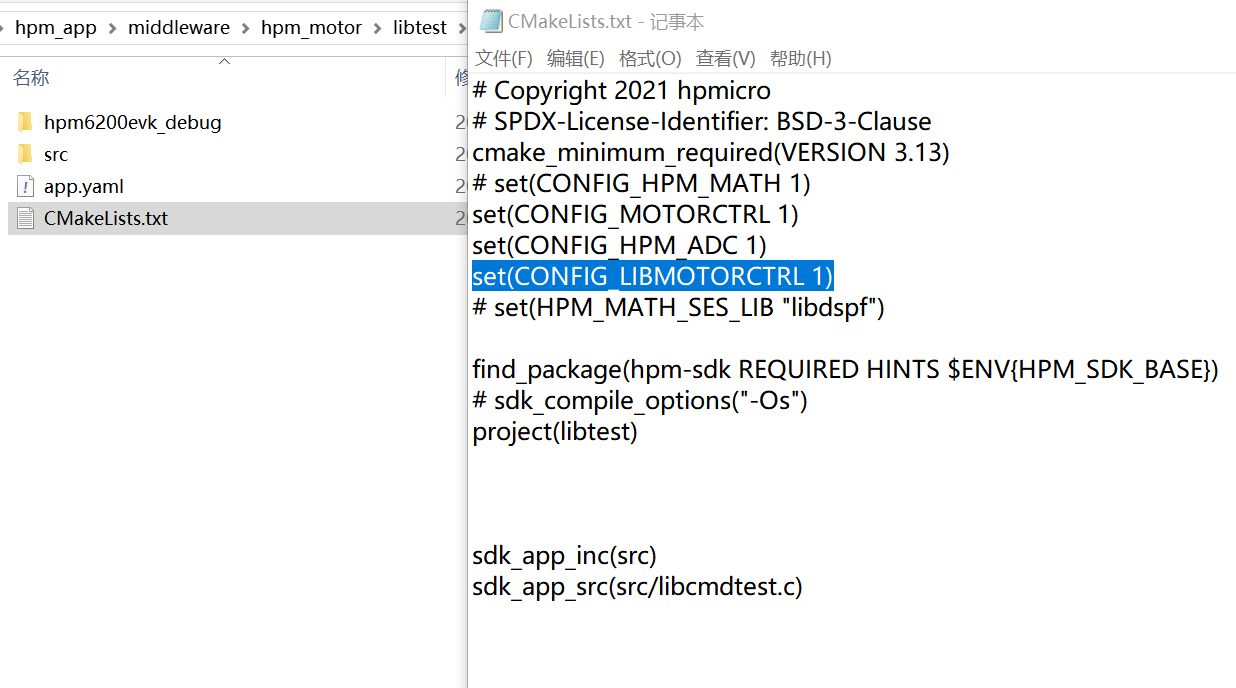 hpm_app > middleware > hpm_motor > libtest >
名称
修
hpm6200evk_debug
2
src
2
app.yaml
2
CMakeLists.txt
2
CMakeLists.txt - 记事本
文件(F) 编辑(E) 格式(O) 查看(V) 帮助(H)
# Copyright 2021 hpmicro
# SPDX-License-Identifier: BSD-3-Clause
cmake_minimum_required(VERSION 3.13)
# set(CONFIG_HPM_MATH 1)
set(CONFIG_MOTORCTRL 1)
set(CONFIG_HPM_ADC 1)
set(CONFIG_LIBMOTORCTRL 1)
# set(HPM_MATH_SES_LIB "libdspf")
find_package(hpm-sdk REQUIRED HINTS $ENV{HPM_SDK_BASE})
# sdk_compile_options("-Os")
project(libtest)
sdk_app_inc(src)
sdk_app_src(src/libcmdtest.c)